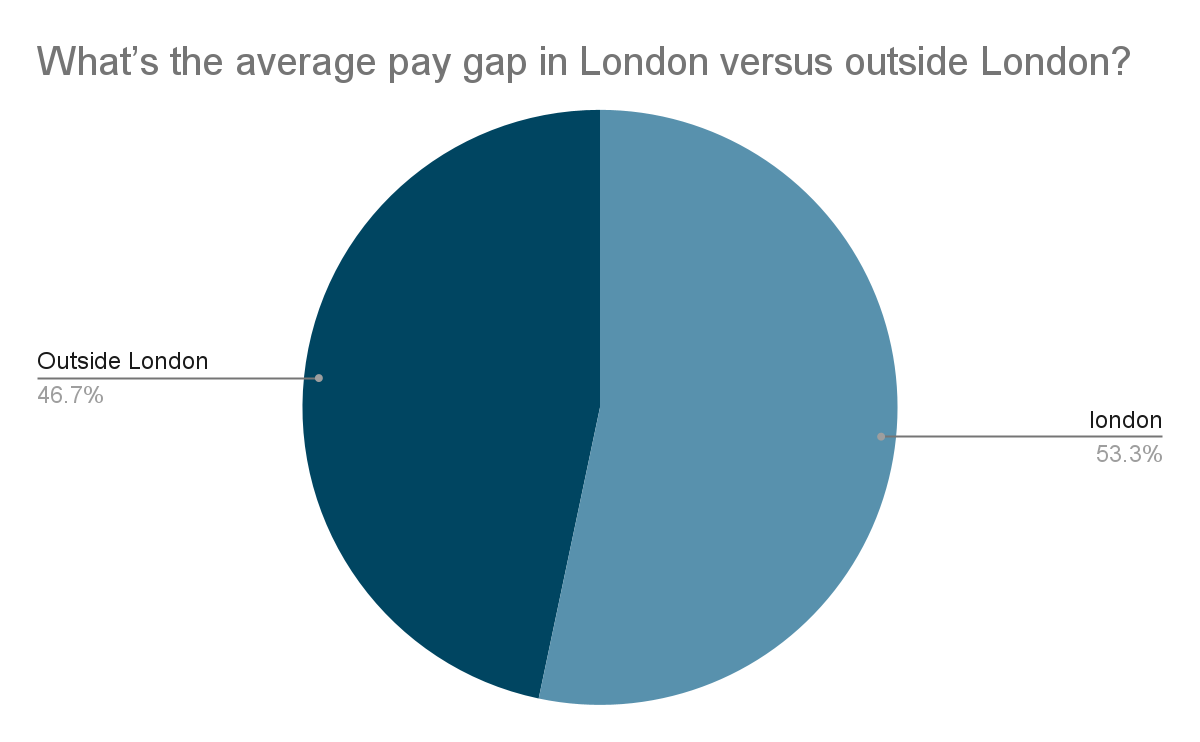 What’s the average pay gap in London versus outside London?
Outside London
46.7%
london
53.3%